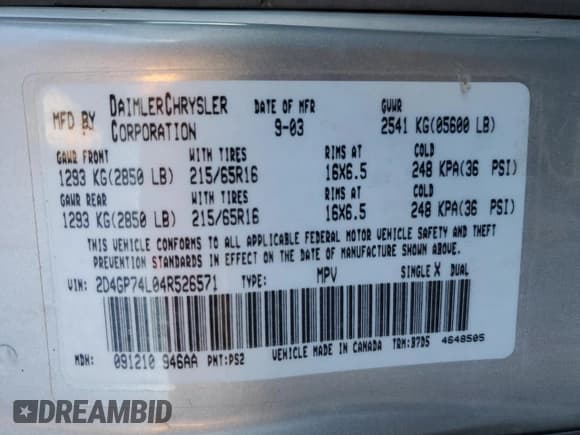 MFD BY DAIMLERCHRYSLER CORPORATION DATE OF MFR 9-03 GVWR 2541 KG(05600 LB)
GAWR FRONT WITH TIRES RIMS AT COLD
1293 KG(2850 LB) 215/65R16 16X6.5 248 KPA(36 PSI)
GAWR REAR WITH TIRES RIMS AT COLD
1293 KG(2850 LB) 215/65R16 16X6.5 248 KPA(36 PSI)
THIS VEHICLE CONFORMS TO ALL APPLICABLE FEDERAL MOTOR VEHICLE SAFETY AND THEFT
PREVENTION STANDARDS IN EFFECT ON THE DATE OF MANUFACTURE SHOWN ABOVE.
VIN: 2D4GP74L04R526571 TYPE: MPV SINGLE X DUAL
MDH: 091210 946AA PNT:PS2 VEHICLE MADE IN CANADA TRM:B7D5 4648505
DREAMBID